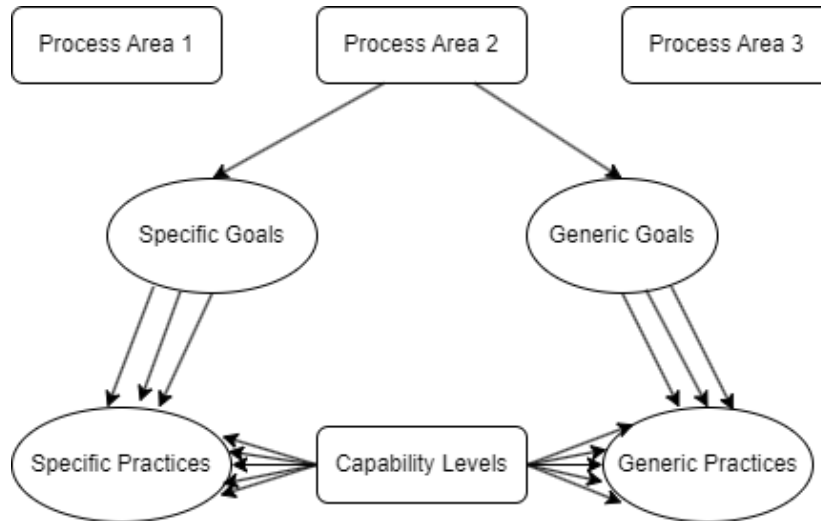 Process Area 1
Process Area 2
Process Area 3
Specific Goals
Generic Goals
Specific Practices
Capability Levels
Generic Practices